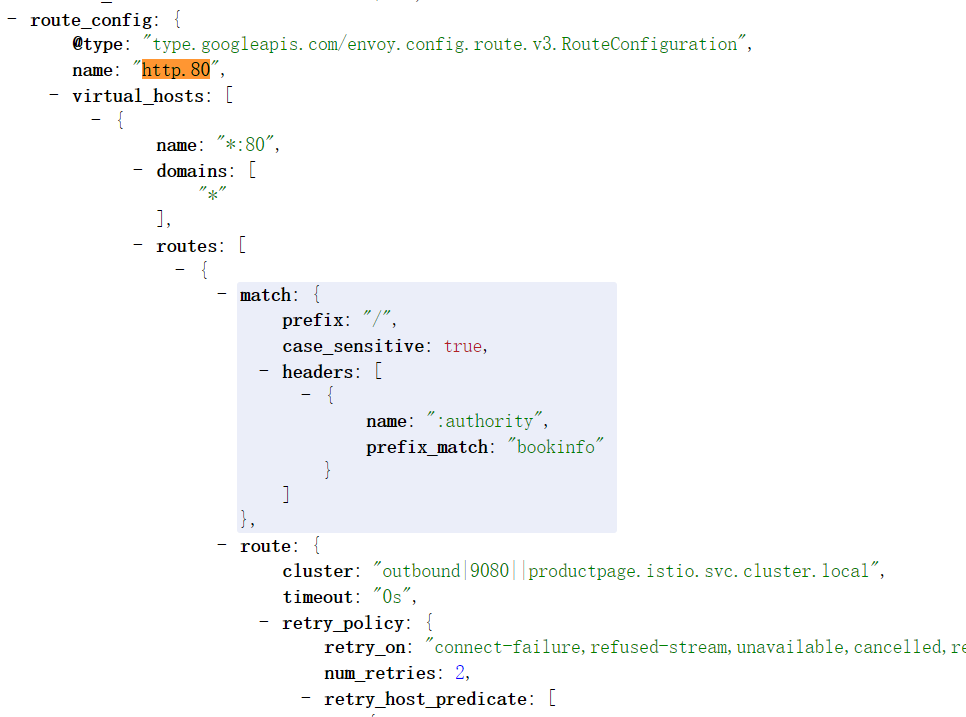 - route_config: {
@type: "type.googleapis.com/envoy.config.route.v3.RouteConfiguration",
name: "http.80",
- virtual_hosts: [
- {
name: "*:80",
- domains: [
"*"
],
- routes: [
- {
- match: {
prefix: "/",
case_sensitive: true,
- headers: [
- {
name: ":authority",
prefix_match: "bookinfo"
}
]
},
- route: {
cluster: "outbound|9080||productpage.istio.svc.cluster.local",
timeout: "0s",
- retry_policy: {
retry_on: "connect-failure,refused-stream,unavailable,cancelled,re
num_retries: 2,
- retry_host_predicate: [